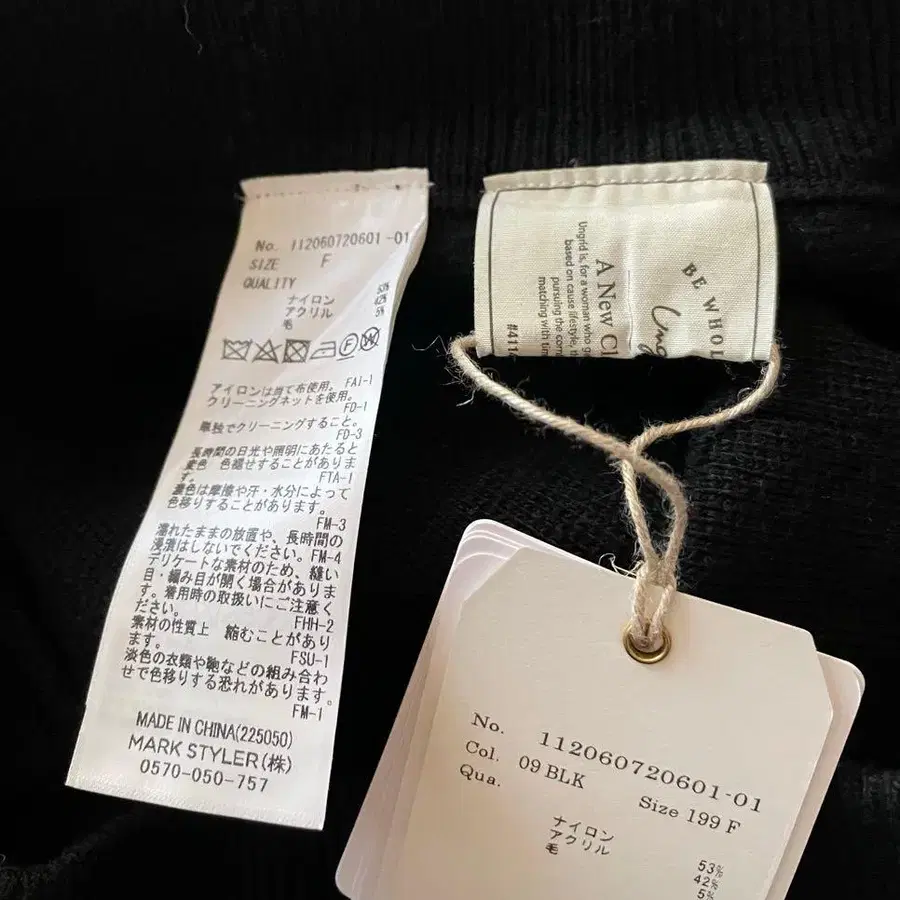 No. 112060720601-01
SIZE F
QUALITY
ナイロン 53%
アクリル 42%
毛 5%
アイロンは当て布使用。 FAi-1
クリーニングネットを使用。
FD-1
単独でクリーニングすること。
FD-3
長時間の日光や照明にあたると
変色 色褪せすることがありま
す。 FTA-1
濃色は摩擦や汗・水分によって
色移りすることがあります。
FM-3
濡れたままの放置や、長時間の
浸漬はしないでください。FM-4
デリケートな素材のため、縫い
目・編み目が開く場合がありま
す。着用時の取扱いにご注意く
ださい。 FHH-2
素材の性質上 縮むことがあり
ます。 FSU-1
淡色の衣類や鞄などの組み合わ
せで色移りする恐れがあります。
FM-1
MADE IN CHINA(225050)
MARK STYLER(株)
0570-050-757
BE WHOL
Ung
A New Cl
Ungrid is, for a woman who g
based on cause lifestyle, th
pursuing the com
matching with tim
#411
No. 112060720601-01
Col. 09 BLK Size 199 F
Qua.
ナイロン 53%
アクリル 42%
毛 5%